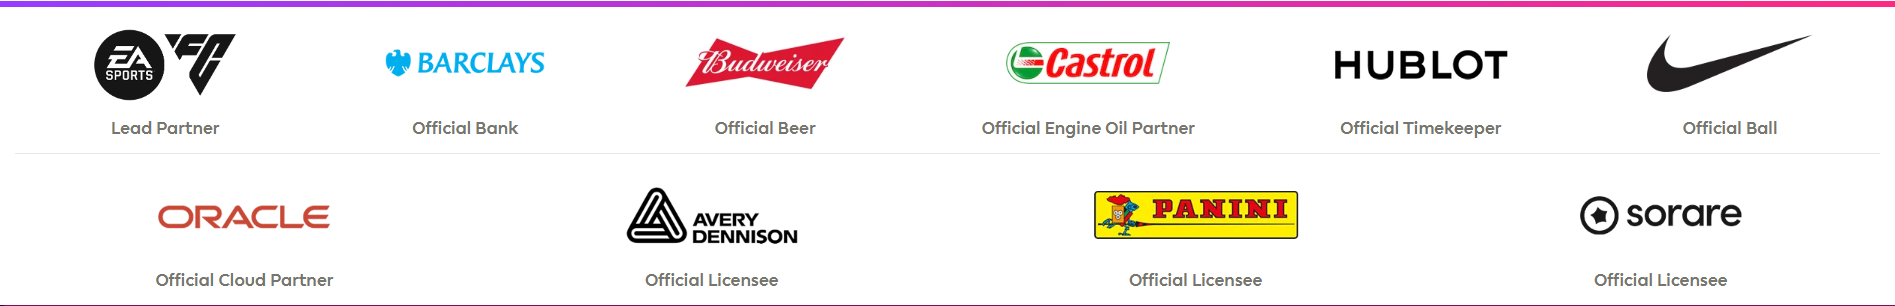 EA
SPORTS
FC
BARCLAYS
Budweiser
Castrol
HUBLOT
Lead Partner
Official Bank
Official Beer
Official Engine Oil Partner
Official Timekeeper
Official Ball
ORACLE
AVERY
DENNISON
PANINI
sorare
Official Cloud Partner
Official Licensee
Official Licensee
Official Licensee